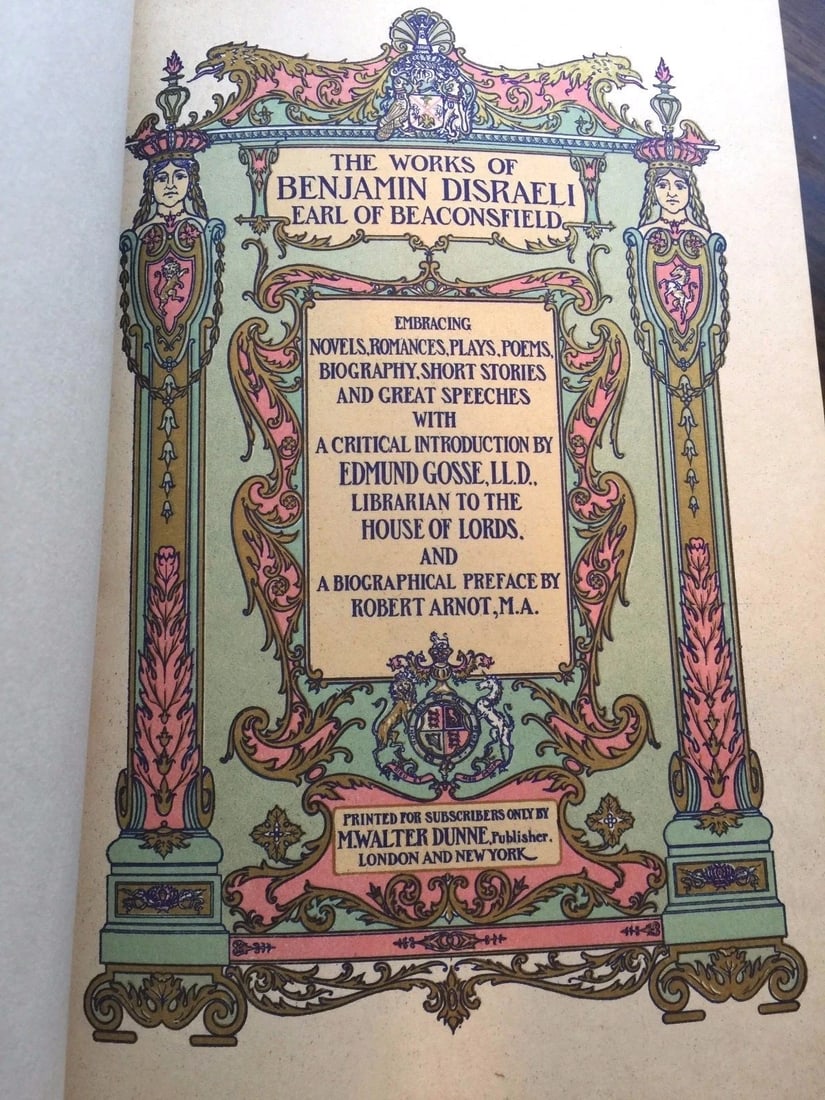 THE WORKS OF
BENJAMIN DISRAELI
EARL OF BEACONSFIELD
EMBRACING
NOVELS, ROMANCES, PLAYS, POEMS,
BIOGRAPHY, SHORT STORIES
AND GREAT SPEECHES
WITH
A CRITICAL INTRODUCTION BY
EDMUND GOSSE, LL.D.,
LIBRARIAN TO THE
HOUSE OF LORDS,
AND
A BIOGRAPHICAL PREFACE BY
ROBERT ARNOT, M.A.
PRINTED FOR SUBSCRIBERS ONLY BY
M. WALTER DUNNE, Publisher.
LONDON AND NEW YORK